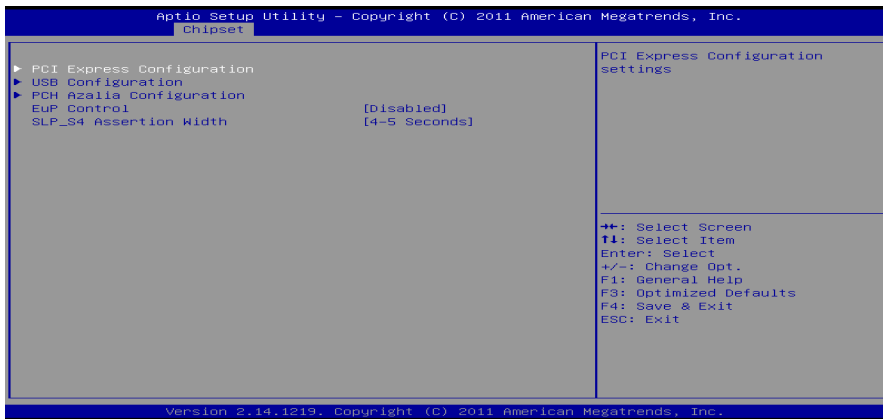 Aptio Setup Utility – Copyright (C) 2011 American Megatrends, Inc.
Chipset
▶ PCI Express Configuration
▶ USB Configuration
▶ PCH Azalia Configuration
EuP Control [Disabled]
SLP_S4 Assertion Width [4-5 Seconds]
PCI Express Configuration
settings
→←: Select Screen
↑↓: Select Item
Enter: Select
+/-: Change Opt.
F1: General Help
F3: Optimized Defaults
F4: Save & Exit
ESC: Exit
Version 2.14.1219. Copyright (C) 2011 American Megatrends, Inc.